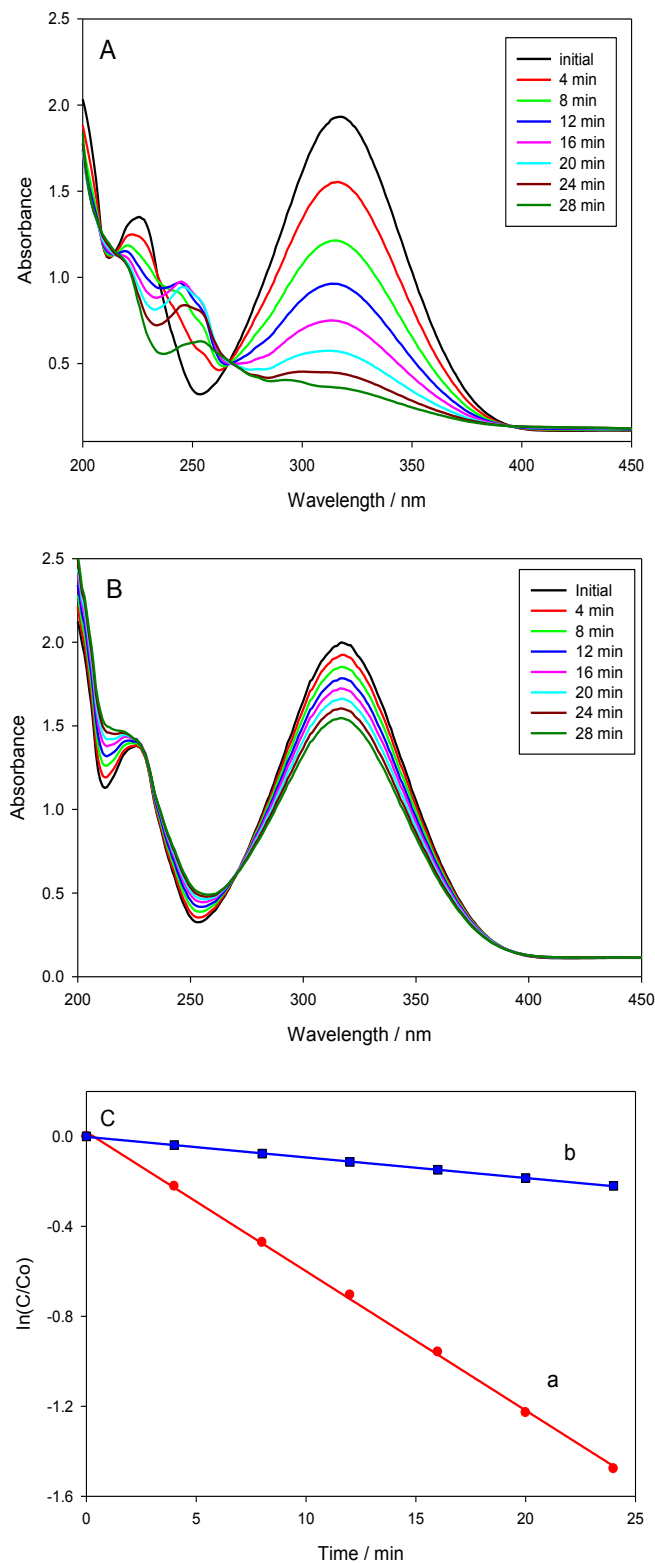 A
initial
4 min
8 min
12 min
16 min
20 min
24 min
28 min
2.5
2.0
1.5
1.0
0.5
Absorbance
200
250
300
350
400
450
Wavelength / nm
B
Initial
4 min
8 min
12 min
16 min
20 min
24 min
28 min
2.5
2.0
1.5
1.0
0.5
0.0
Absorbance
200
250
300
350
400
450
Wavelength / nm
C
b
a
0.0
-0.4
-0.8
-1.2
-1.6
ln(C/Co)
0
5
10
15
20
25
Time / min